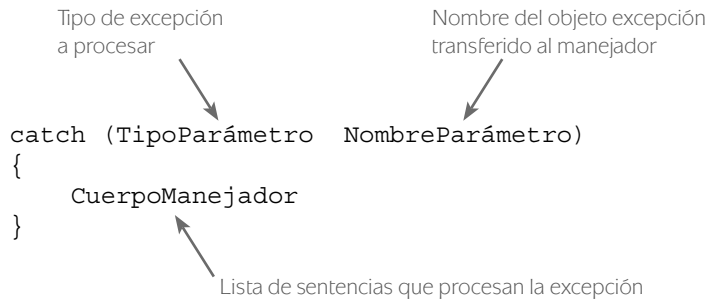 Tipo de excepción
a procesar
Nombre del objeto excepción
transferido al manejador
catch (TipoParámetro NombreParámetro)
{
CuerpoManejador
}
Lista de sentencias que procesan la excepción